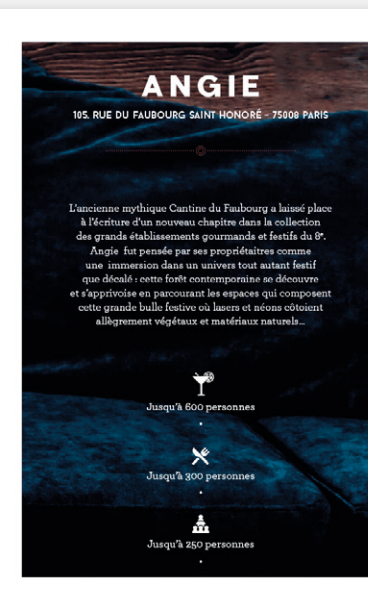 ANGIE
105. RUE DU FAUBOURG SAINT HONORÉ - 75008 PARIS
L'ancienne mythique Cantine du Faubourg a laissé place
à l'écriture d'un nouveau chapitre dans la collection
des grands établissements gourmands et festifs du 8e.
Angie fut pensée par ses propriétaitres comme
une immersion dans un univers tout autant festif
que décalé : cette forêt contemporaine se découvre
et s'apprivoise en parcourant les espaces qui composent
cette grande bulle festive où lasers et néons côtoient
allègrement végétaux et matériaux naturels...
Jusqu'à 600 personnes
Jusqu'à 300 personnes
Jusqu'à 250 personnes